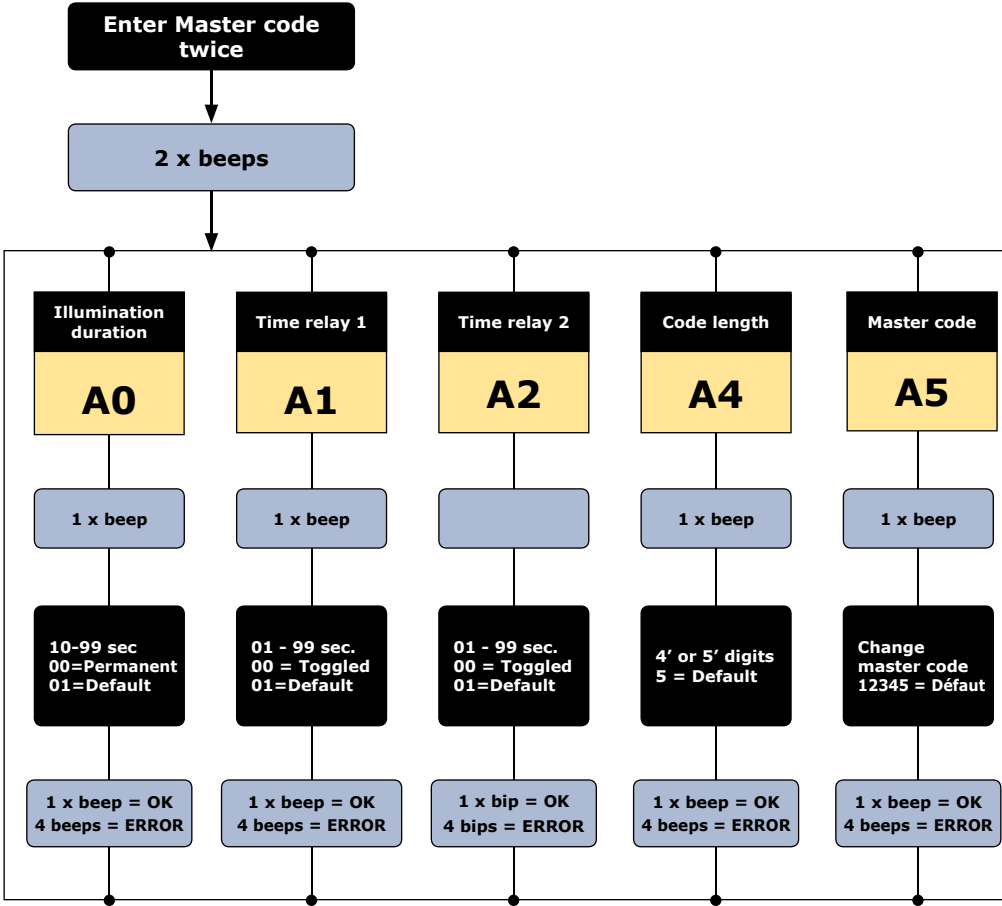 Enter Master code
twice
2 x beeps
Illumination
duration
A0
1 x beep
10-99 sec
00=Permanent
01=Default
1 x beep = OK
4 beeps = ERROR
Time relay 1
A1
1 x beep
01 - 99 sec.
00 = Toggled
01=Default
1 x beep = OK
4 beeps = ERROR
Time relay 2
A2
01 - 99 sec.
00 = Toggled
01=Default
1 x bip = OK
4 bips = ERROR
Code length
A4
1 x beep
4’ or 5’ digits
5 = Default
1 x beep = OK
4 beeps = ERROR
Master code
A5
1 x beep
Change
master code
12345 = Défaut
1 x beep = OK
4 beeps = ERROR